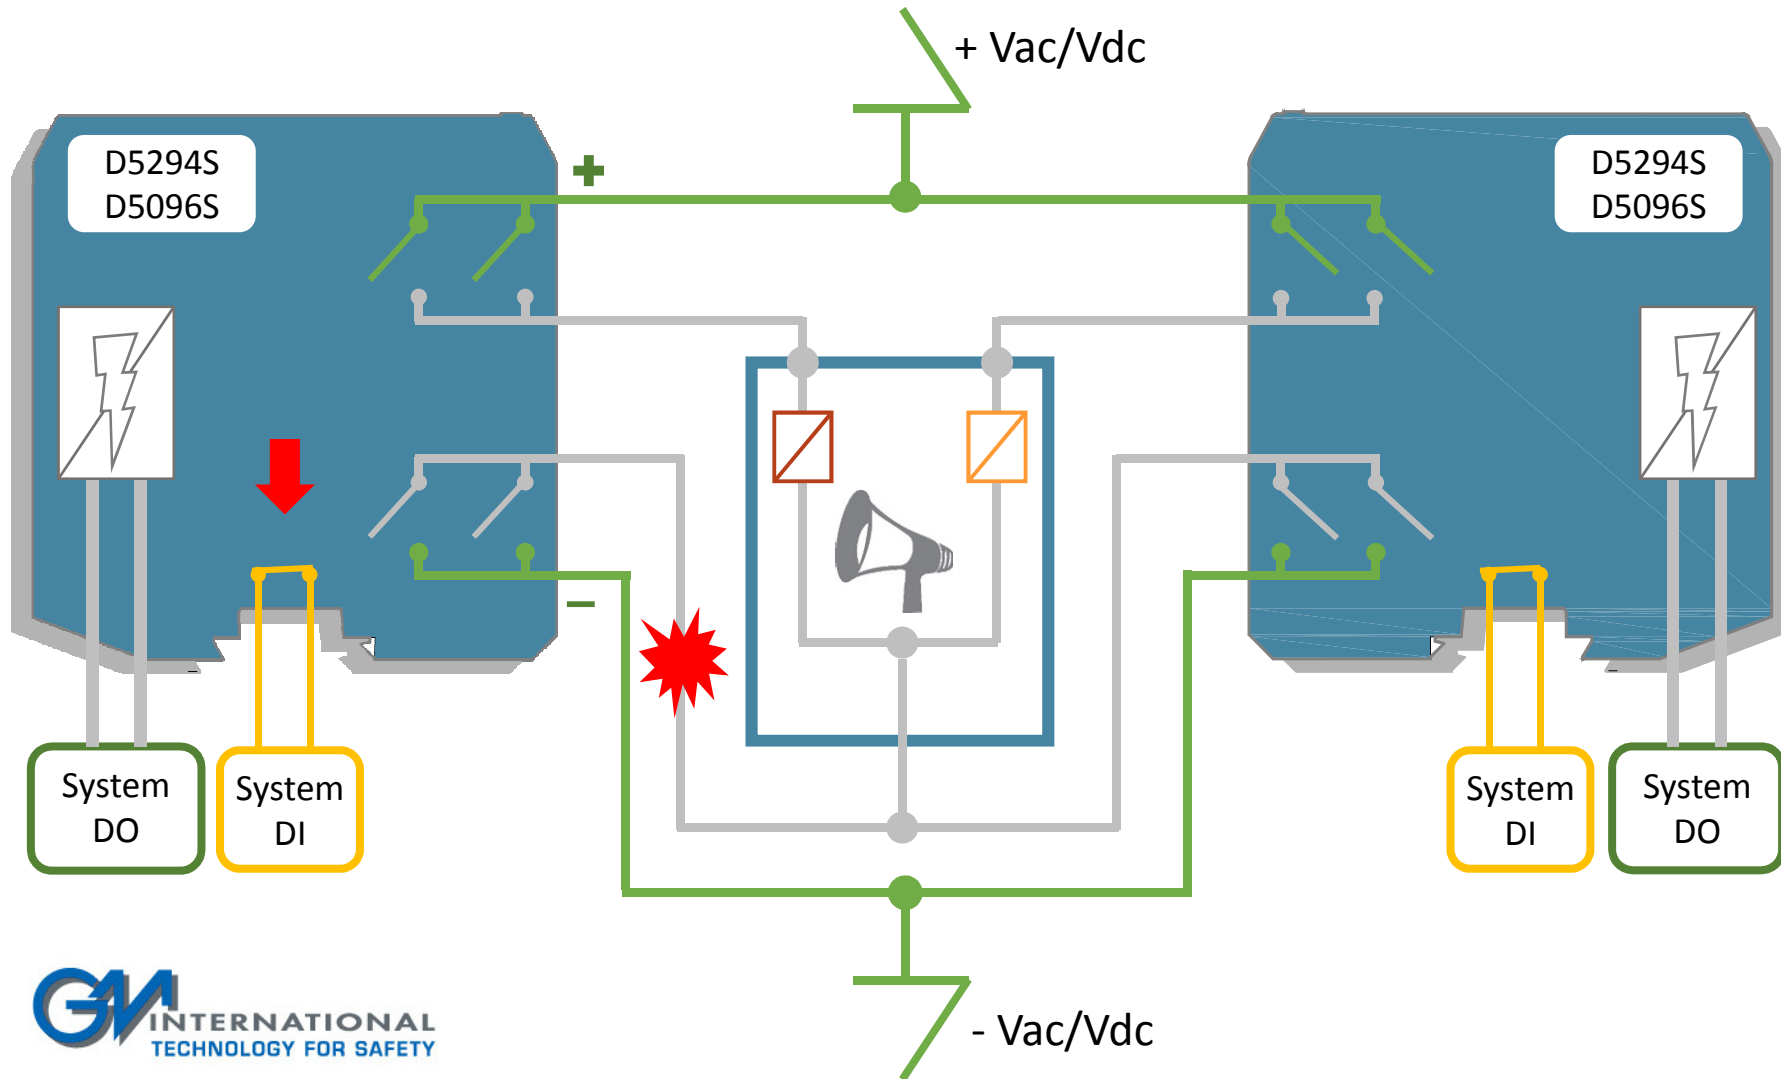 + Vac/Vdc
D5294S
D5096S
D5294S
D5096S
+
−
System
DO
System
DI
System
DI
System
DO
- Vac/Vdc
GM
INTERNATIONAL
TECHNOLOGY FOR SAFETY